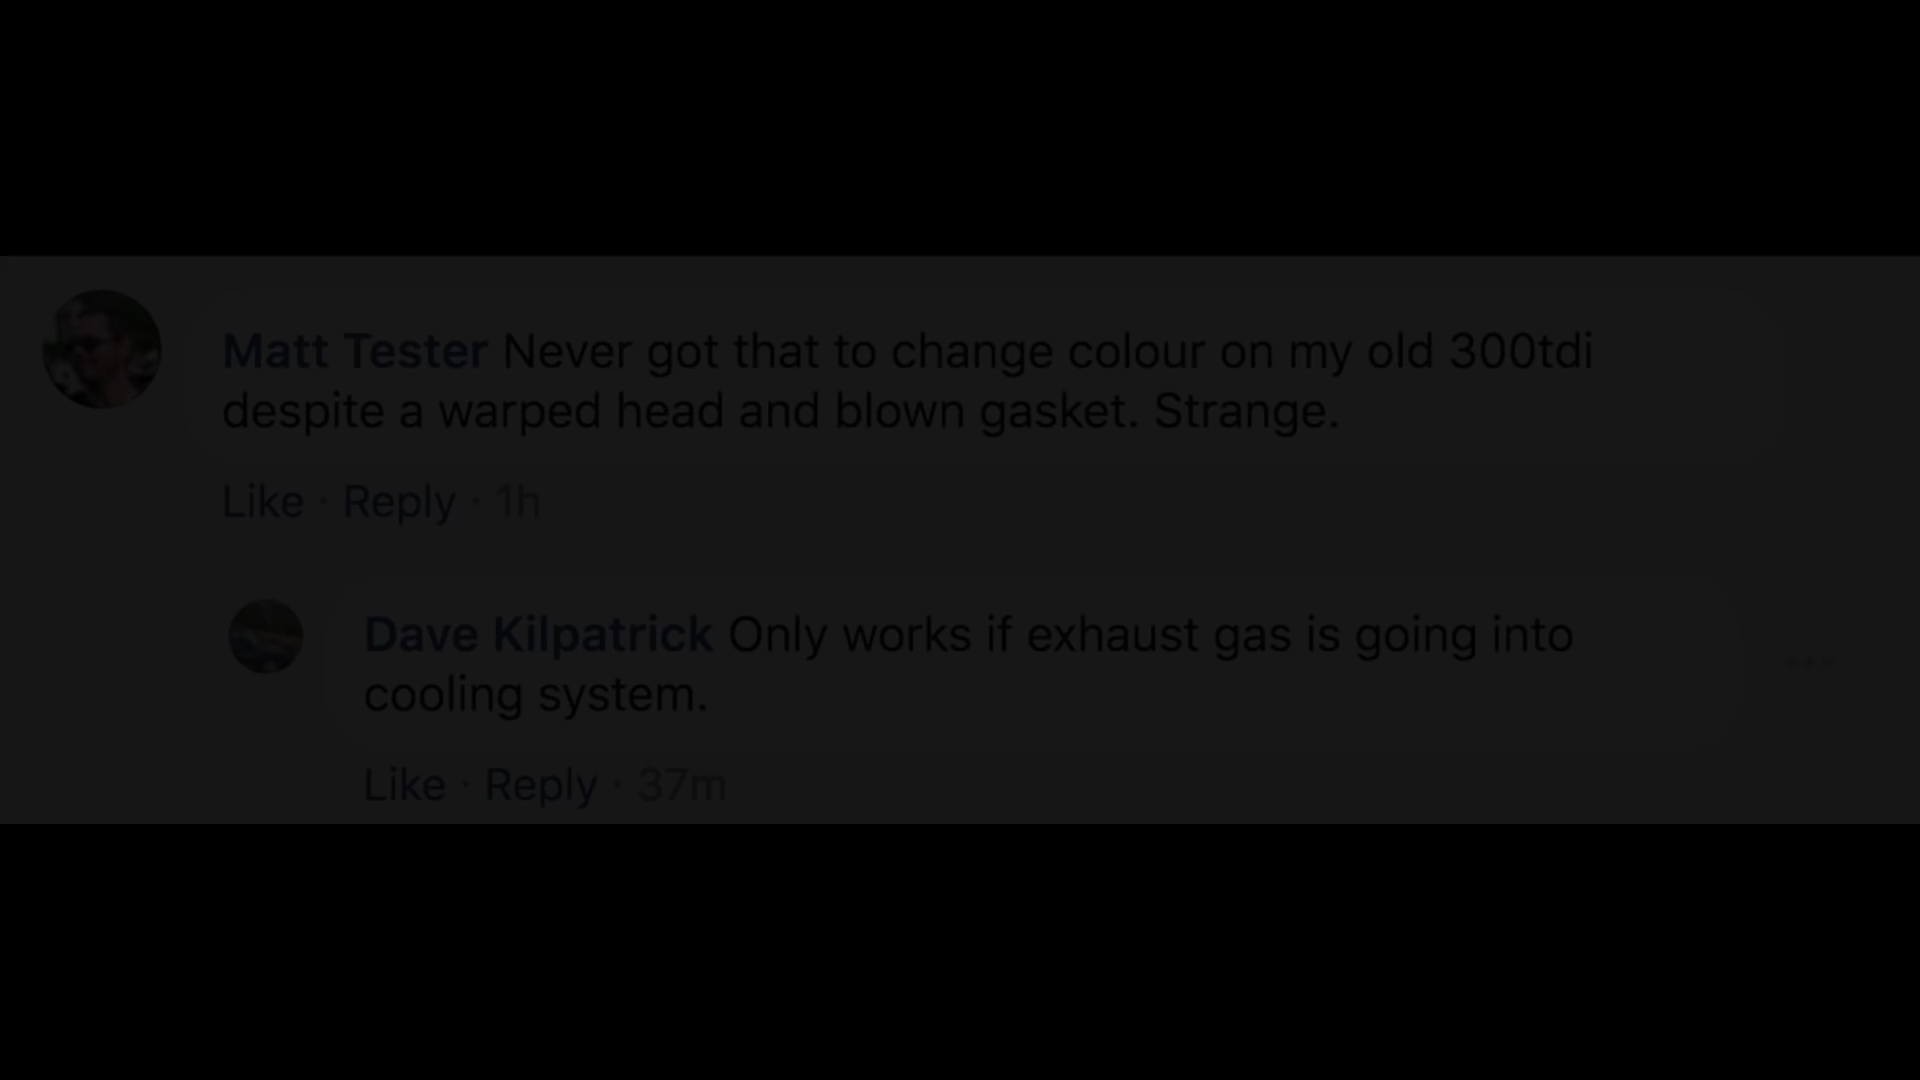 Matt Tester Never got that to change colour on my old 300tdi
despite a warped head and blown gasket. Strange.
Like · Reply · 1h
Dave Kilpatrick Only works if exhaust gas is going into
cooling system.
Like · Reply · 37m